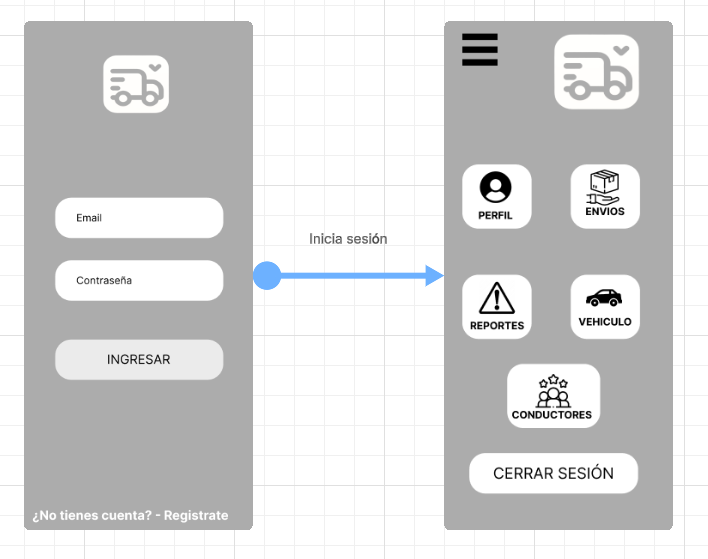 Email
Contraseña
INGRESAR
¿No tienes cuenta? - Registrate
Inicia sesión
PERFIL
ENVIOS
REPORTES
VEHICULO
CONDUCTORES
CERRAR SESIÓN